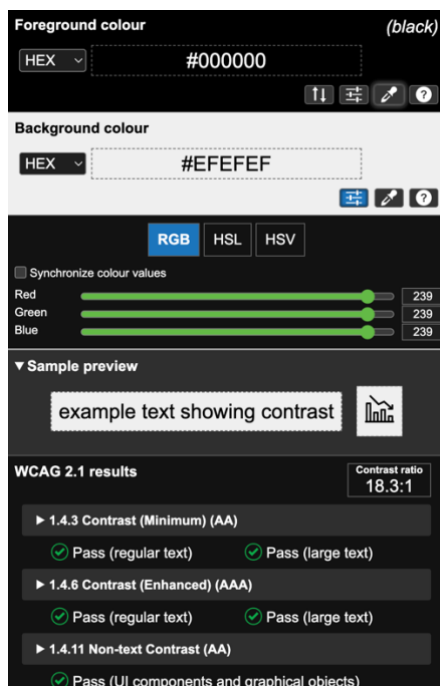 Foreground colour (black)
HEX #000000
Background colour
HEX #EFEFEF
RGB HSL HSV
Synchronize colour values
Red 239
Green 239
Blue 239
▼ Sample preview
example text showing contrast
WCAG 2.1 results Contrast ratio
18.3:1
▶ 1.4.3 Contrast (Minimum) (AA)
Pass (regular text) Pass (large text)
▶ 1.4.6 Contrast (Enhanced) (AAA)
Pass (regular text) Pass (large text)
▶ 1.4.11 Non-text Contrast (AA)
Pass (UI components and graphical objects)